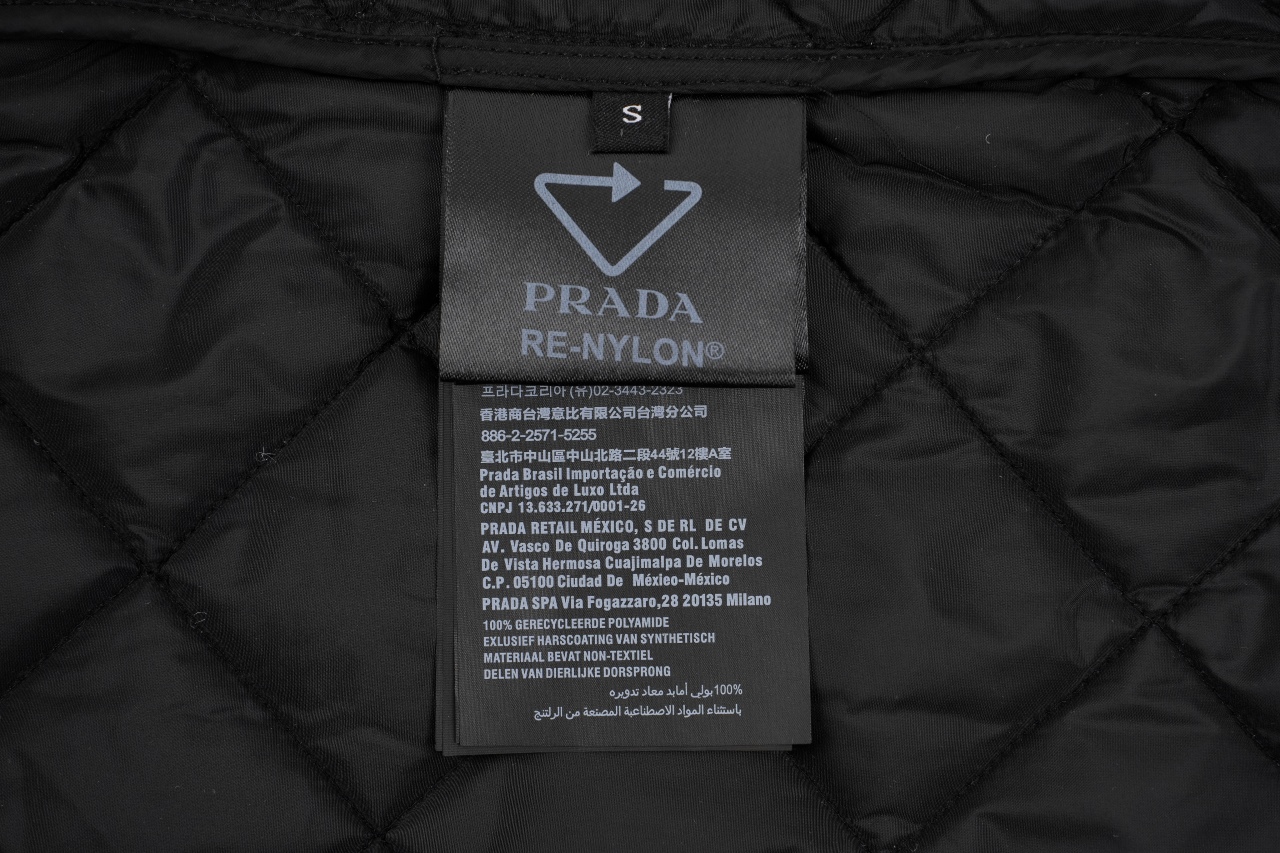 S
PRADA
RE-NYLON®
프라다코리아(유)02-3443-2323
香港商台灣意比有限公司台灣分公司
886-2-2571-5255
臺北市中山區中山北路二段44號12樓A室
Prada Brasil Importação e Comércio
de Artigos de Luxo Ltda
CNPJ 13.633.271/0001-26
PRADA RETAIL MÉXICO, S DE RL DE CV
AV. Vasco De Quiroga 3800 Col. Lomas
De Vista Hermosa Cuajimalpa De Morelos
C.P. 05100 Ciudad De Méxieo-México
PRADA SPA Via Fogazzaro,28 20135 Milano
100% GERECYCLEERDE POLYAMIDE
EXLUSIEF HARSCOATING VAN SYNTHETISCH
MATERIAAL BEVAT NON-TEXTIEL
DELEN VAN DIERLIJKE DORSPRONG
100%بولي أمايد معاد تدويره
باستثناء المواد الاصطناعية المصنعة من الرلتنج